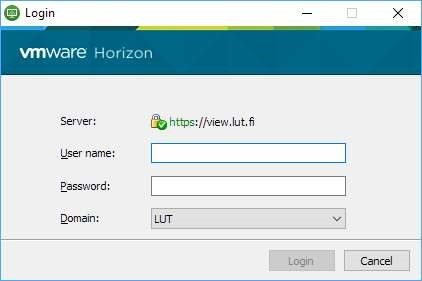 Login
vmware Horizon
Server: https://view.lut.fi
User name:
Password:
Domain: LUT
Login Cancel